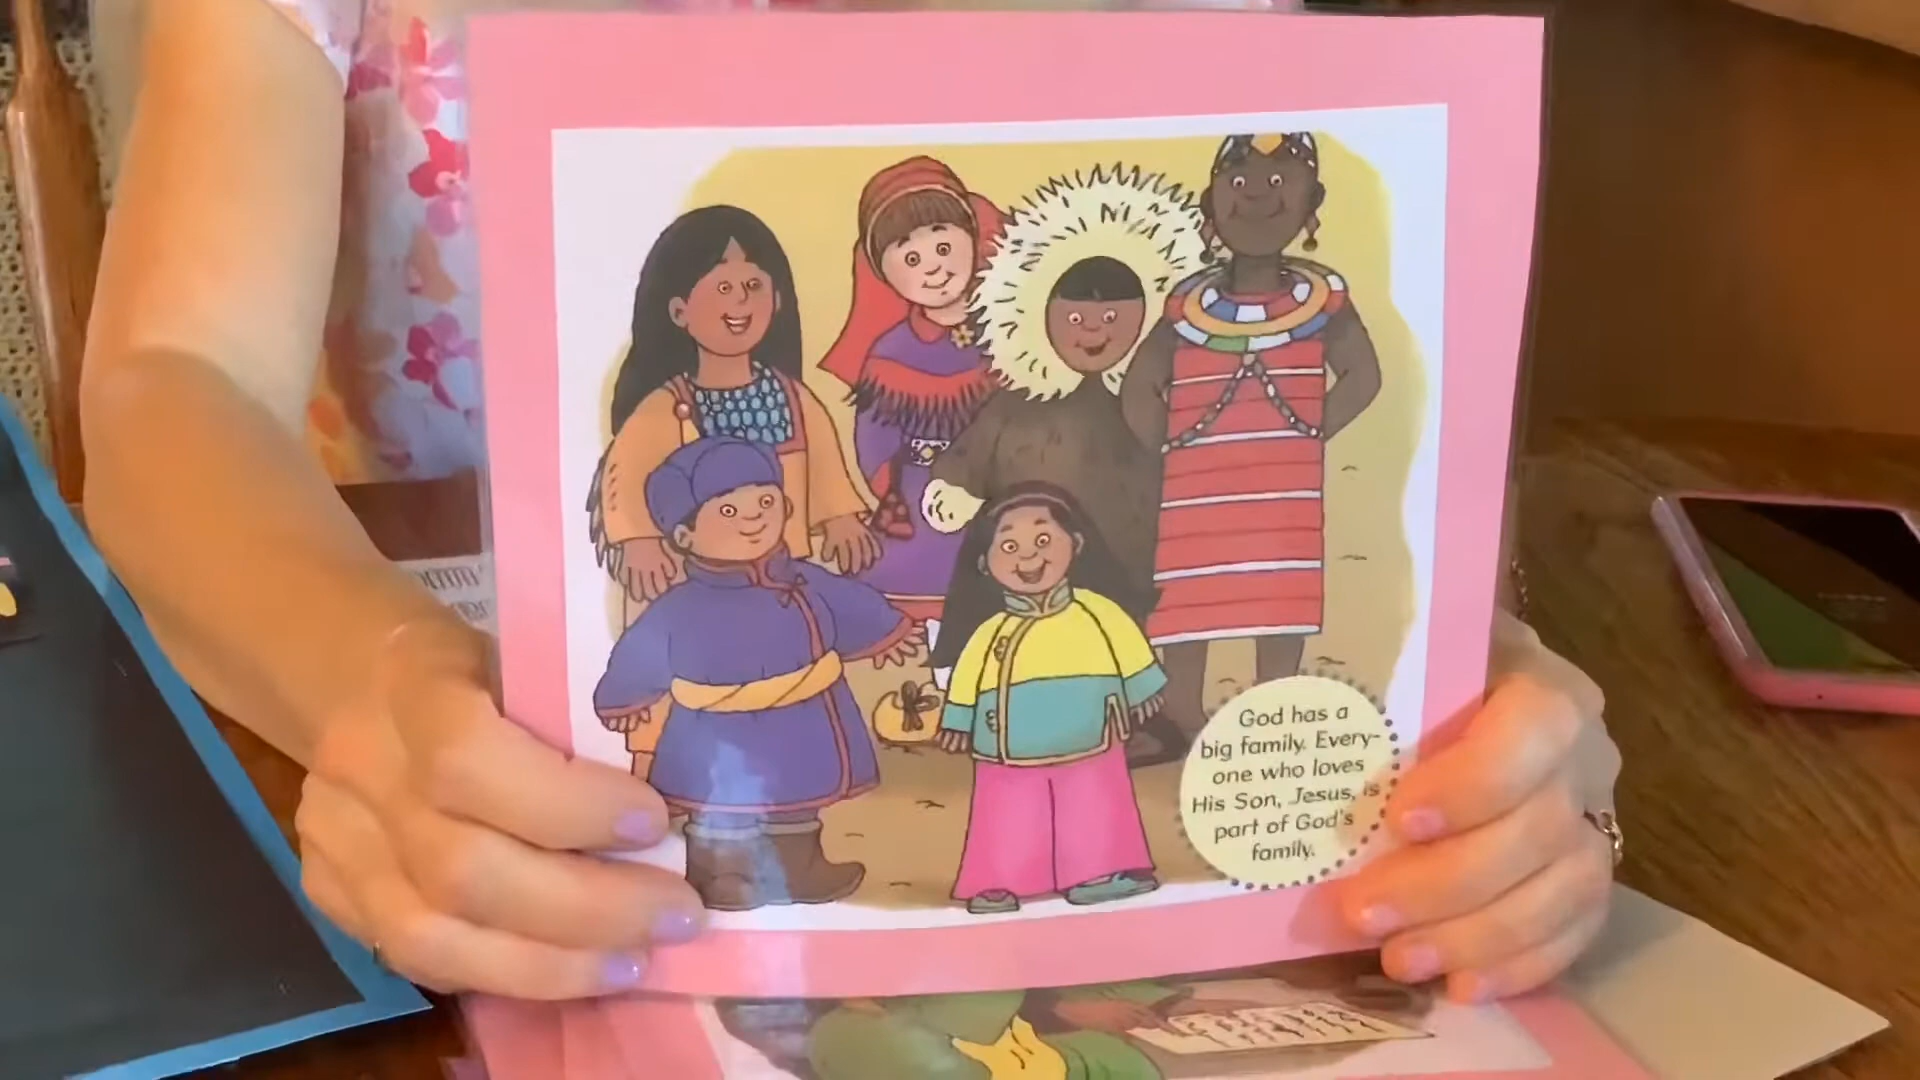 God has a
big family. Every-
one who loves
His Son, Jesus, is
part of God's
family.